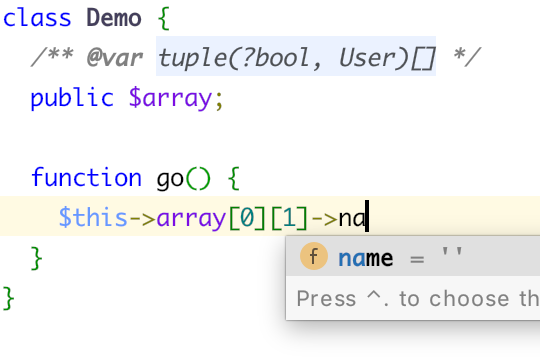 class Demo {
/** @var tuple(?bool, User)[] */
public $array;
function go() {
$this->array[0][1]->na
f name = ''
}
Press ^. to choose th
}